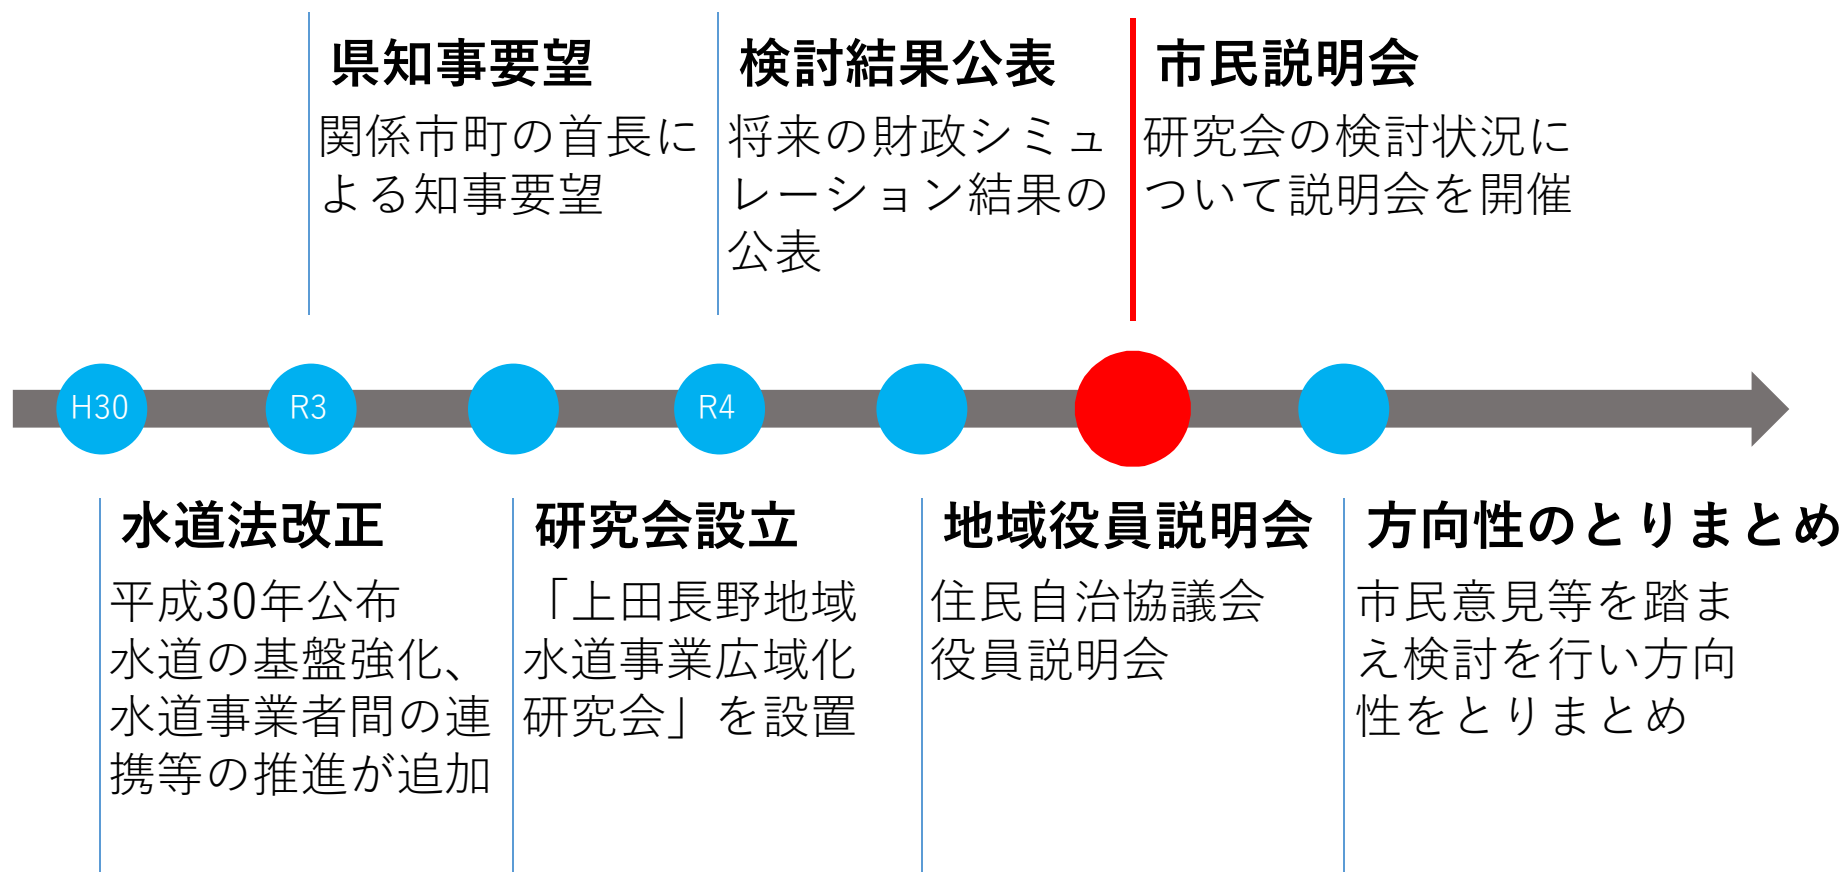 県知事要望
関係市町の首長に
よる知事要望
検討結果公表
将来の財政シミュ
レーション結果の
公表
市民説明会
研究会の検討状況に
ついて説明会を開催
H30
R3
R4
水道法改正
平成30年公布
水道の基盤強化、
水道事業者間の連
携等の推進が追加
研究会設立
「上田長野地域
水道事業広域化
研究会」を設置
地域役員説明会
住民自治協議会
役員説明会
方向性のとりまとめ
市民意見等を踏ま
え検討を行い方向
性をとりまとめ